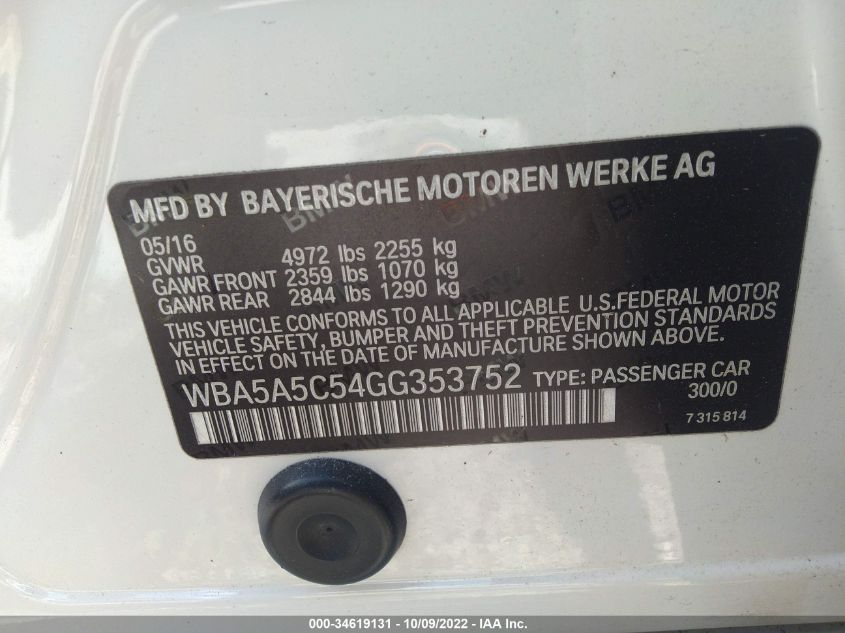 MFD BY BAYERISCHE MOTOREN WERKE AG
05/16
GVWR 4972 lbs 2255 kg
GAWR FRONT 2359 lbs 1070 kg
GAWR REAR 2844 lbs 1290 kg
THIS VEHICLE CONFORMS TO ALL APPLICABLE U.S.FEDERAL MOTOR
VEHICLE SAFETY, BUMPER AND THEFT PREVENTION STANDARDS
IN EFFECT ON THE DATE OF MANUFACTURE SHOWN ABOVE.
WBA5A5C54GG353752 TYPE: PASSENGER CAR
300/0
7 315 814
000-34619131 - 10/09/2022 - IAA Inc.